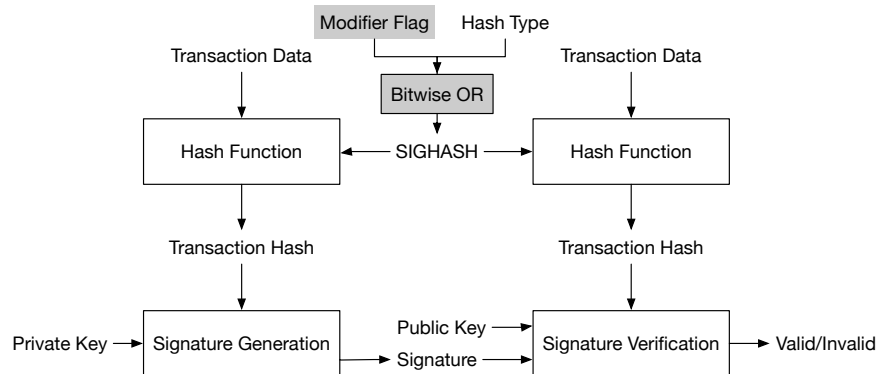 Modifier Flag Hash Type
Transaction Data Transaction Data
Bitwise OR
Hash Function SIGHASH Hash Function
Transaction Hash Transaction Hash
Public Key
Private Key Signature Generation Signature Verification Valid/Invalid
Signature